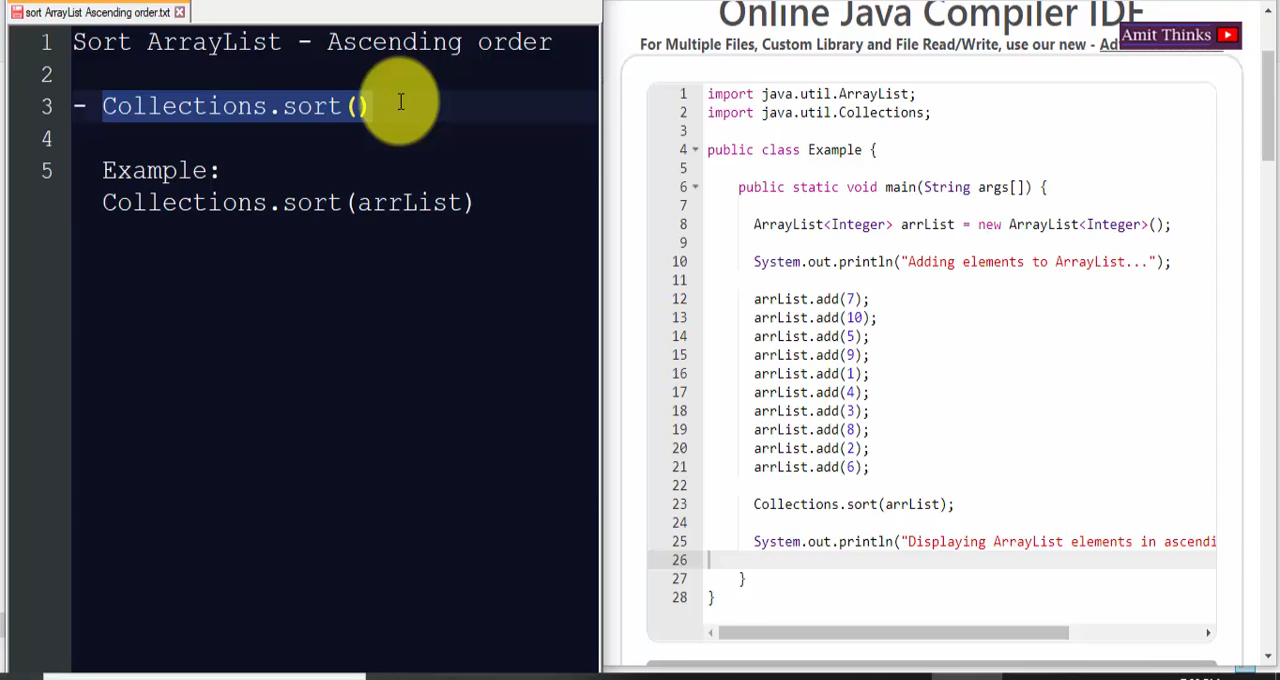 sort ArrayList Ascending order.txt
1 Sort ArrayList - Ascending order
2
3 - Collections.sort()
4
5 Example:
Collections.sort(arrList)
Online Java Compiler IDE
For Multiple Files, Custom Library and File Read/Write, use our new - Ad
Amit Thinks
1 import java.util.ArrayList;
2 import java.util.Collections;
3
4 public class Example {
5
6 public static void main(String args[]) {
7
8 ArrayList<Integer> arrList = new ArrayList<Integer>();
9
10 System.out.println("Adding elements to ArrayList...");
11
12 arrList.add(7);
13 arrList.add(10);
14 arrList.add(5);
15 arrList.add(9);
16 arrList.add(1);
17 arrList.add(4);
18 arrList.add(3);
19 arrList.add(8);
20 arrList.add(2);
21 arrList.add(6);
22
23 Collections.sort(arrList);
24
25 System.out.println("Displaying ArrayList elements in ascendi
26
27 }
28 }